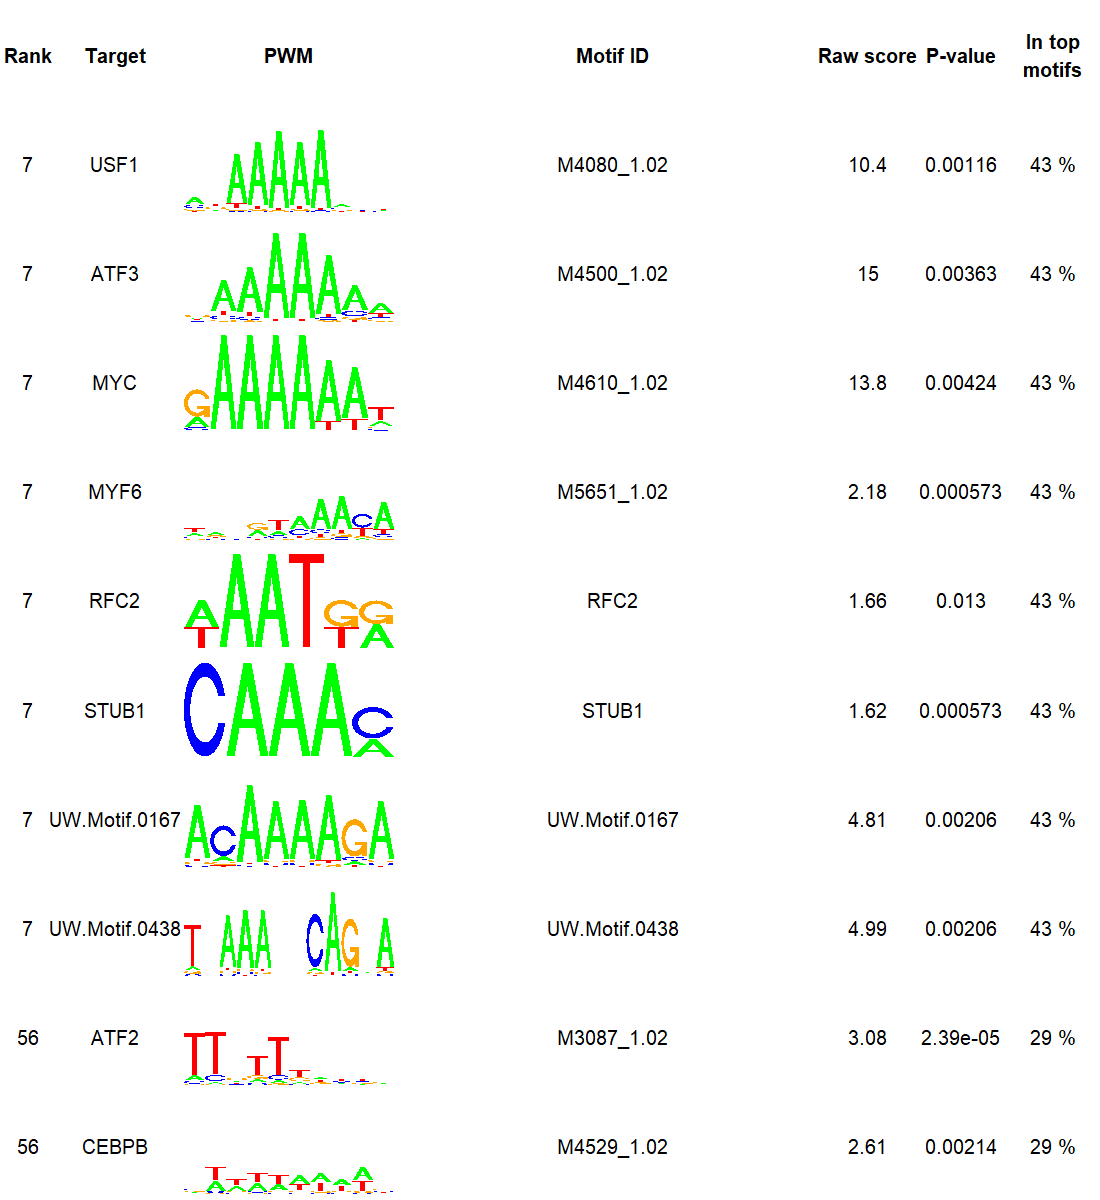 Rank Target PWM Motif ID Raw score P-value In top motifs
7 USF1 M4080_1.02 10.4 0.00116 43 %
7 ATF3 M4500_1.02 15 0.00363 43 %
7 MYC M4610_1.02 13.8 0.00424 43 %
7 MYF6 M5651_1.02 2.18 0.000573 43 %
7 RFC2 RFC2 1.66 0.013 43 %
7 STUB1 STUB1 1.62 0.000573 43 %
7 UW.Motif.0167 UW.Motif.0167 4.81 0.00206 43 %
7 UW.Motif.0438 UW.Motif.0438 4.99 0.00206 43 %
56 ATF2 M3087_1.02 3.08 2.39e-05 29 %
56 CEBPB M4529_1.02 2.61 0.00214 29 %